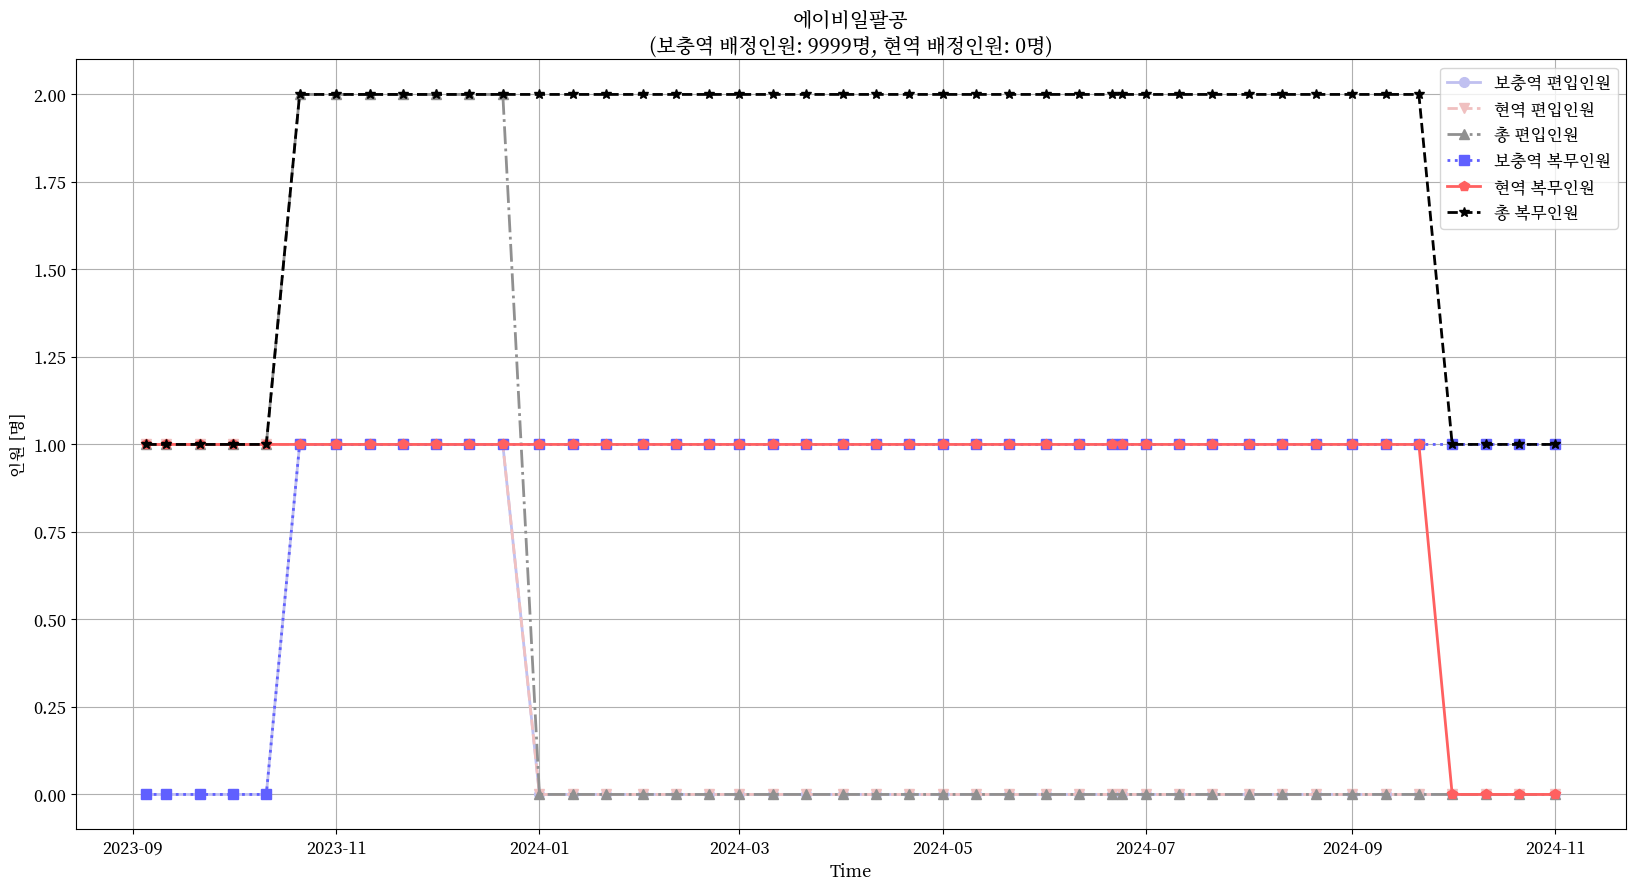 에이비일팔공
(보충역 배정인원: 9999명, 현역 배정인원: 0명)
인원 [명]
2.00
1.75
1.50
1.25
1.00
0.75
0.50
0.25
0.00
보충역 편입인원
현역 편입인원
총 편입인원
보충역 복무인원
현역 복무인원
총 복무인원
2023-09
2023-11
2024-01
2024-03
2024-05
2024-07
2024-09
2024-11
Time